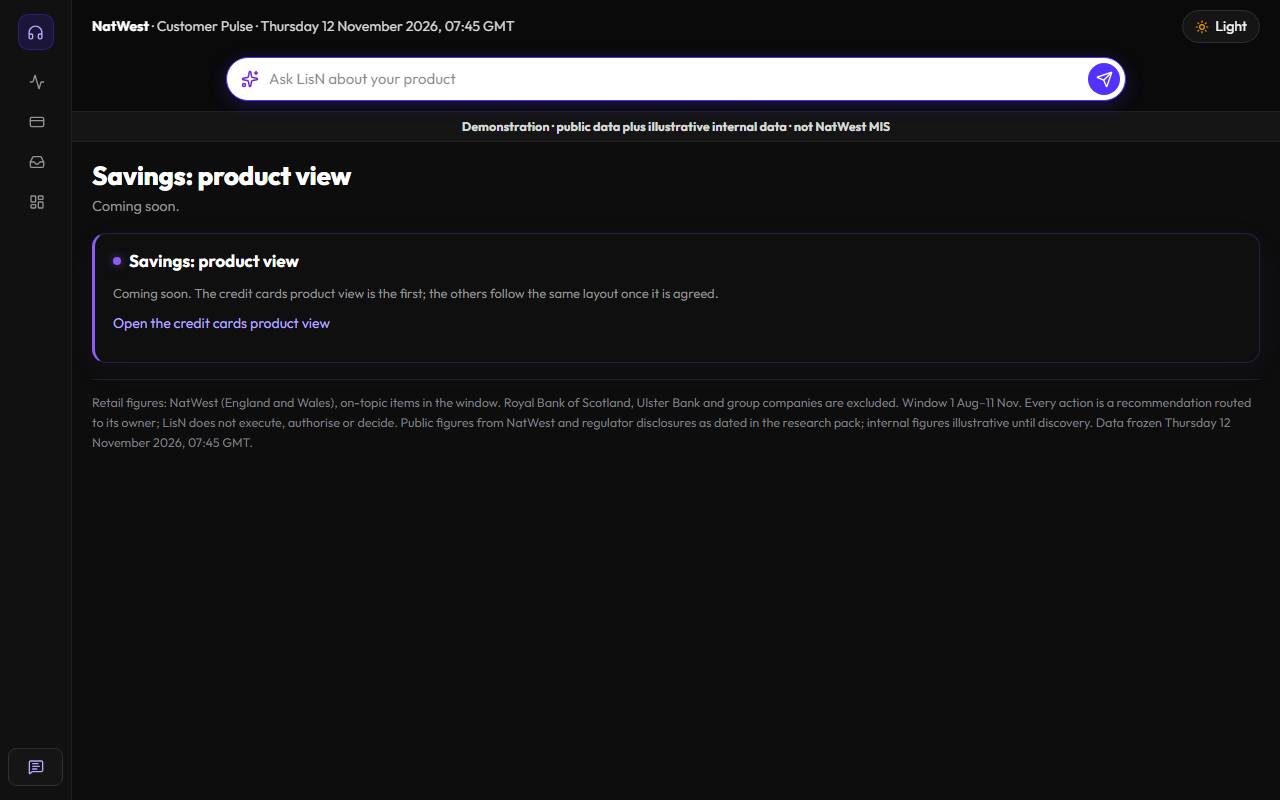 NatWest · Customer Pulse · Thursday 12 November 2026, 07:45 GMT
Light
Ask LisN about your product
Demonstration · public data plus illustrative internal data · not NatWest MIS
Savings: product view
Coming soon.
Savings: product view
Coming soon. The credit cards product view is the first; the others follow the same layout once it is agreed.
Open the credit cards product view
Retail figures: NatWest (England and Wales), on-topic items in the window. Royal Bank of Scotland, Ulster Bank and group companies are excluded. Window 1 Aug–11 Nov. Every action is a recommendation routed
to its owner; LisN does not execute, authorise or decide. Public figures from NatWest and regulator disclosures as dated in the research pack; internal figures illustrative until discovery. Data frozen Thursday 12
November 2026, 07:45 GMT.